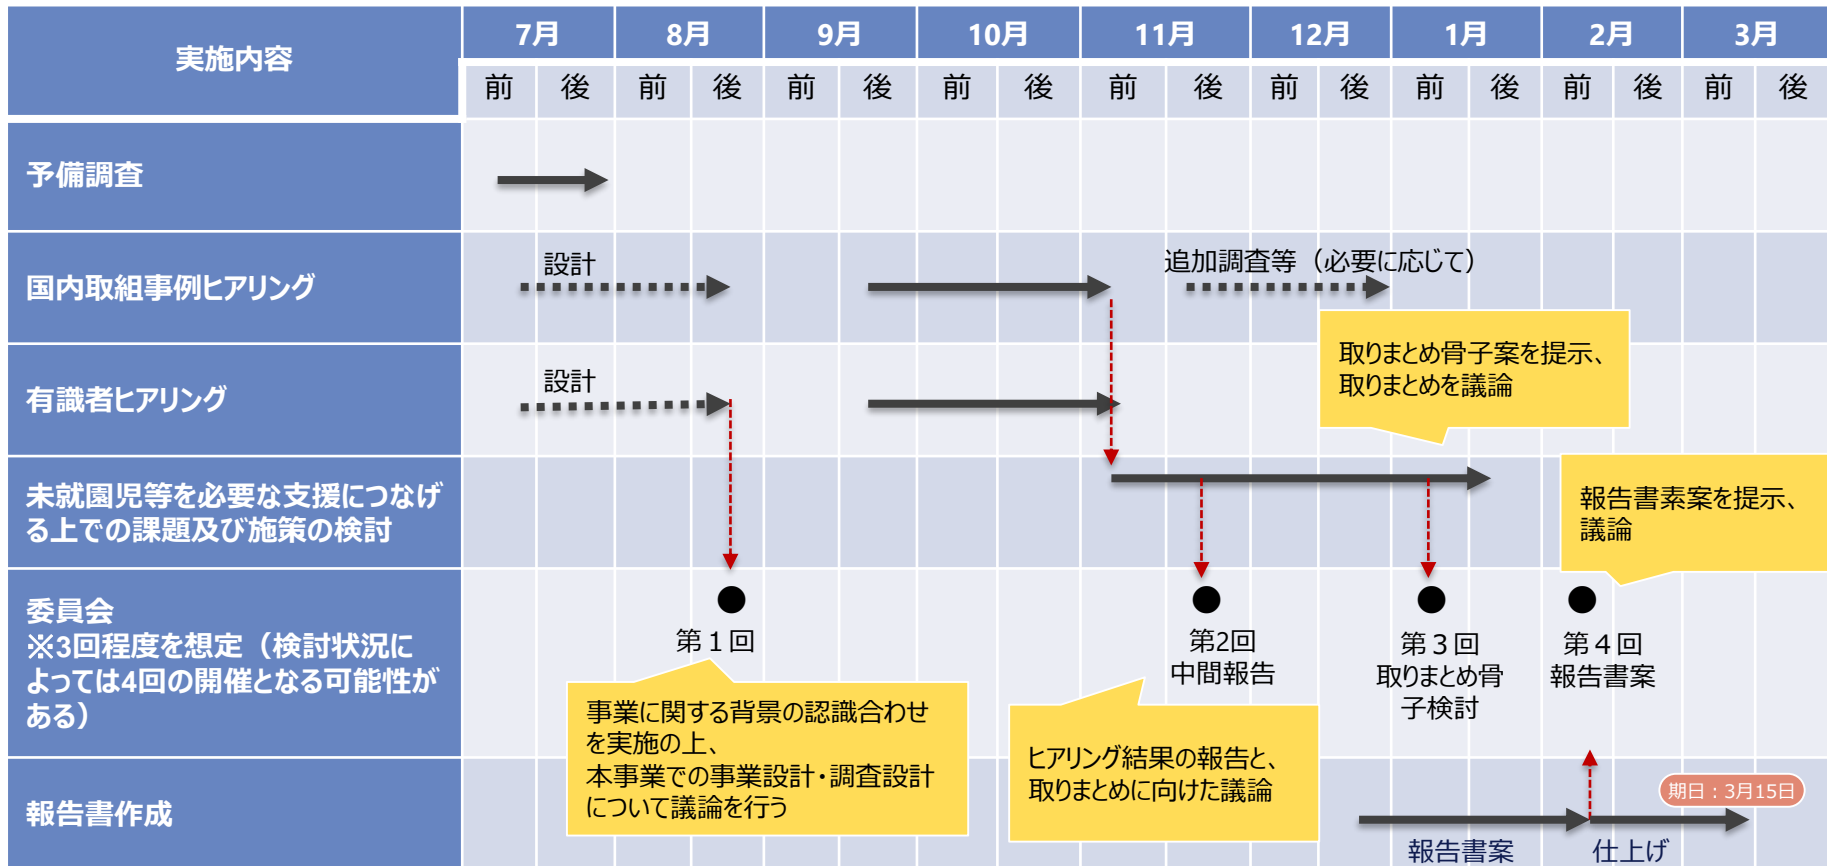 実施内容
7月 8月 9月 10月 11月 12月 1月 2月 3月
前 後 前 後 前 後 前 後 前 後 前 後 前 後 前 後 前 後
予備調査
国内取組事例ヒアリング
設計
追加調査等（必要に応じて）
有識者ヒアリング
設計
取りまとめ骨子案を提示、
取りまとめを議論
未就園児等を必要な支援につなげ
る上での課題及び施策の検討
報告書素案を提示、
議論
委員会
※3回程度を想定（検討状況に
よっては4回の開催となる可能性が
ある）
第１回
第2回
中間報告
第３回
取りまとめ骨
子検討
第４回
報告書案
事業に関する背景の認識合わせ
を実施の上、
本事業での事業設計・調査設計
について議論を行う
ヒアリング結果の報告と、
取りまとめに向けた議論
報告書作成
期日：3月15日
報告書案
仕上げ